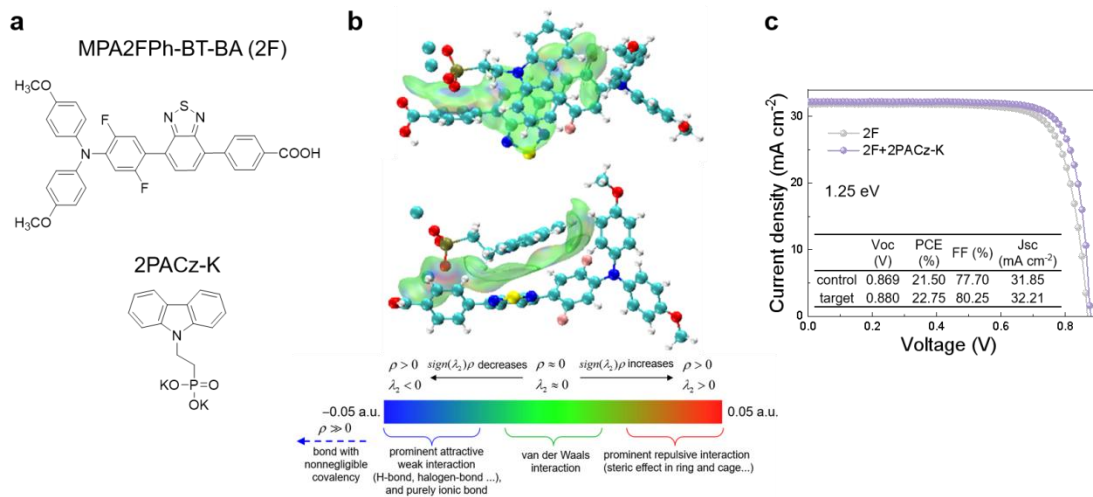 a
MPA2FPh-BT-BA (2F)
H₃CO
F
S
N N
N
COOH
F
OCH₃
2PACz-K
N
KO P O
OK
b
ρ > 0 sign(λ₂)ρ decreases ρ ≈ 0 sign(λ₂)ρ increases ρ > 0
λ₂ < 0 λ₂ ≈ 0 λ₂ > 0
−0.05 a.u. 0.05 a.u.
ρ ≫ 0
bond with
nonnegligible
covalency
prominent attractive
weak interaction
(H-bond, halogen-bond ...),
and purely ionic bond
van der Waals
interaction
prominent repulsive interaction
(steric effect in ring and cage...)
c
Current density (mA cm⁻²)
30
20
10
0
2F
2F+2PACz-K
1.25 eV
Voc (V) PCE (%) FF (%) Jsc (mA cm⁻²)
control 0.869 21.50 77.70 31.85
target 0.880 22.75 80.25 32.21
0.0 0.2 0.4 0.6 0.8
Voltage (V)